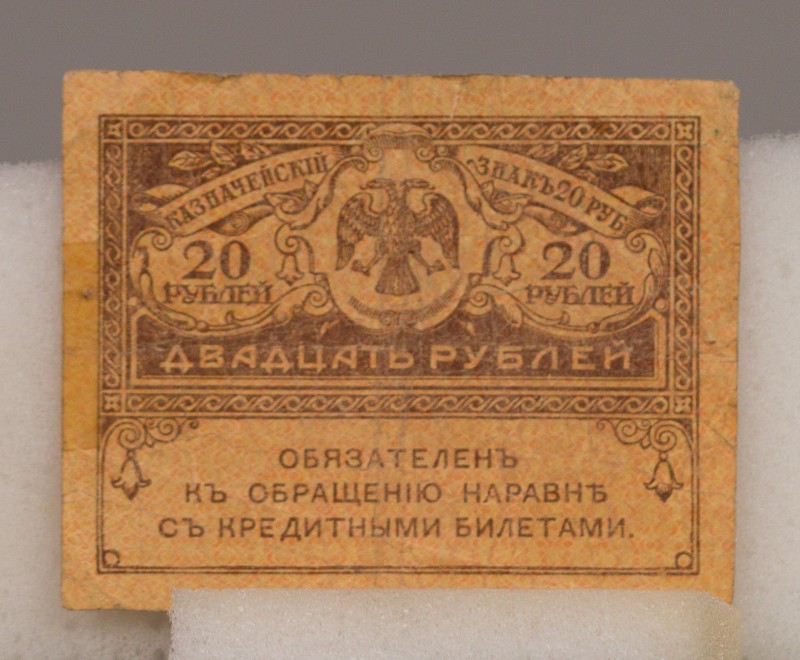 КАЗНАЧЕЙСКІЙ ЗНАКЪ 20 РУБ
20 20
РУБЛЕЙ РУБЛЕЙ
ДВАДЦАТЬ РУБЛЕЙ
ОБЯЗАТЕЛЕНЪ
КЪ ОБРАЩЕНІЮ НАРАВНѢ
СЪ КРЕДИТНЫМИ БИЛЕТАМИ.